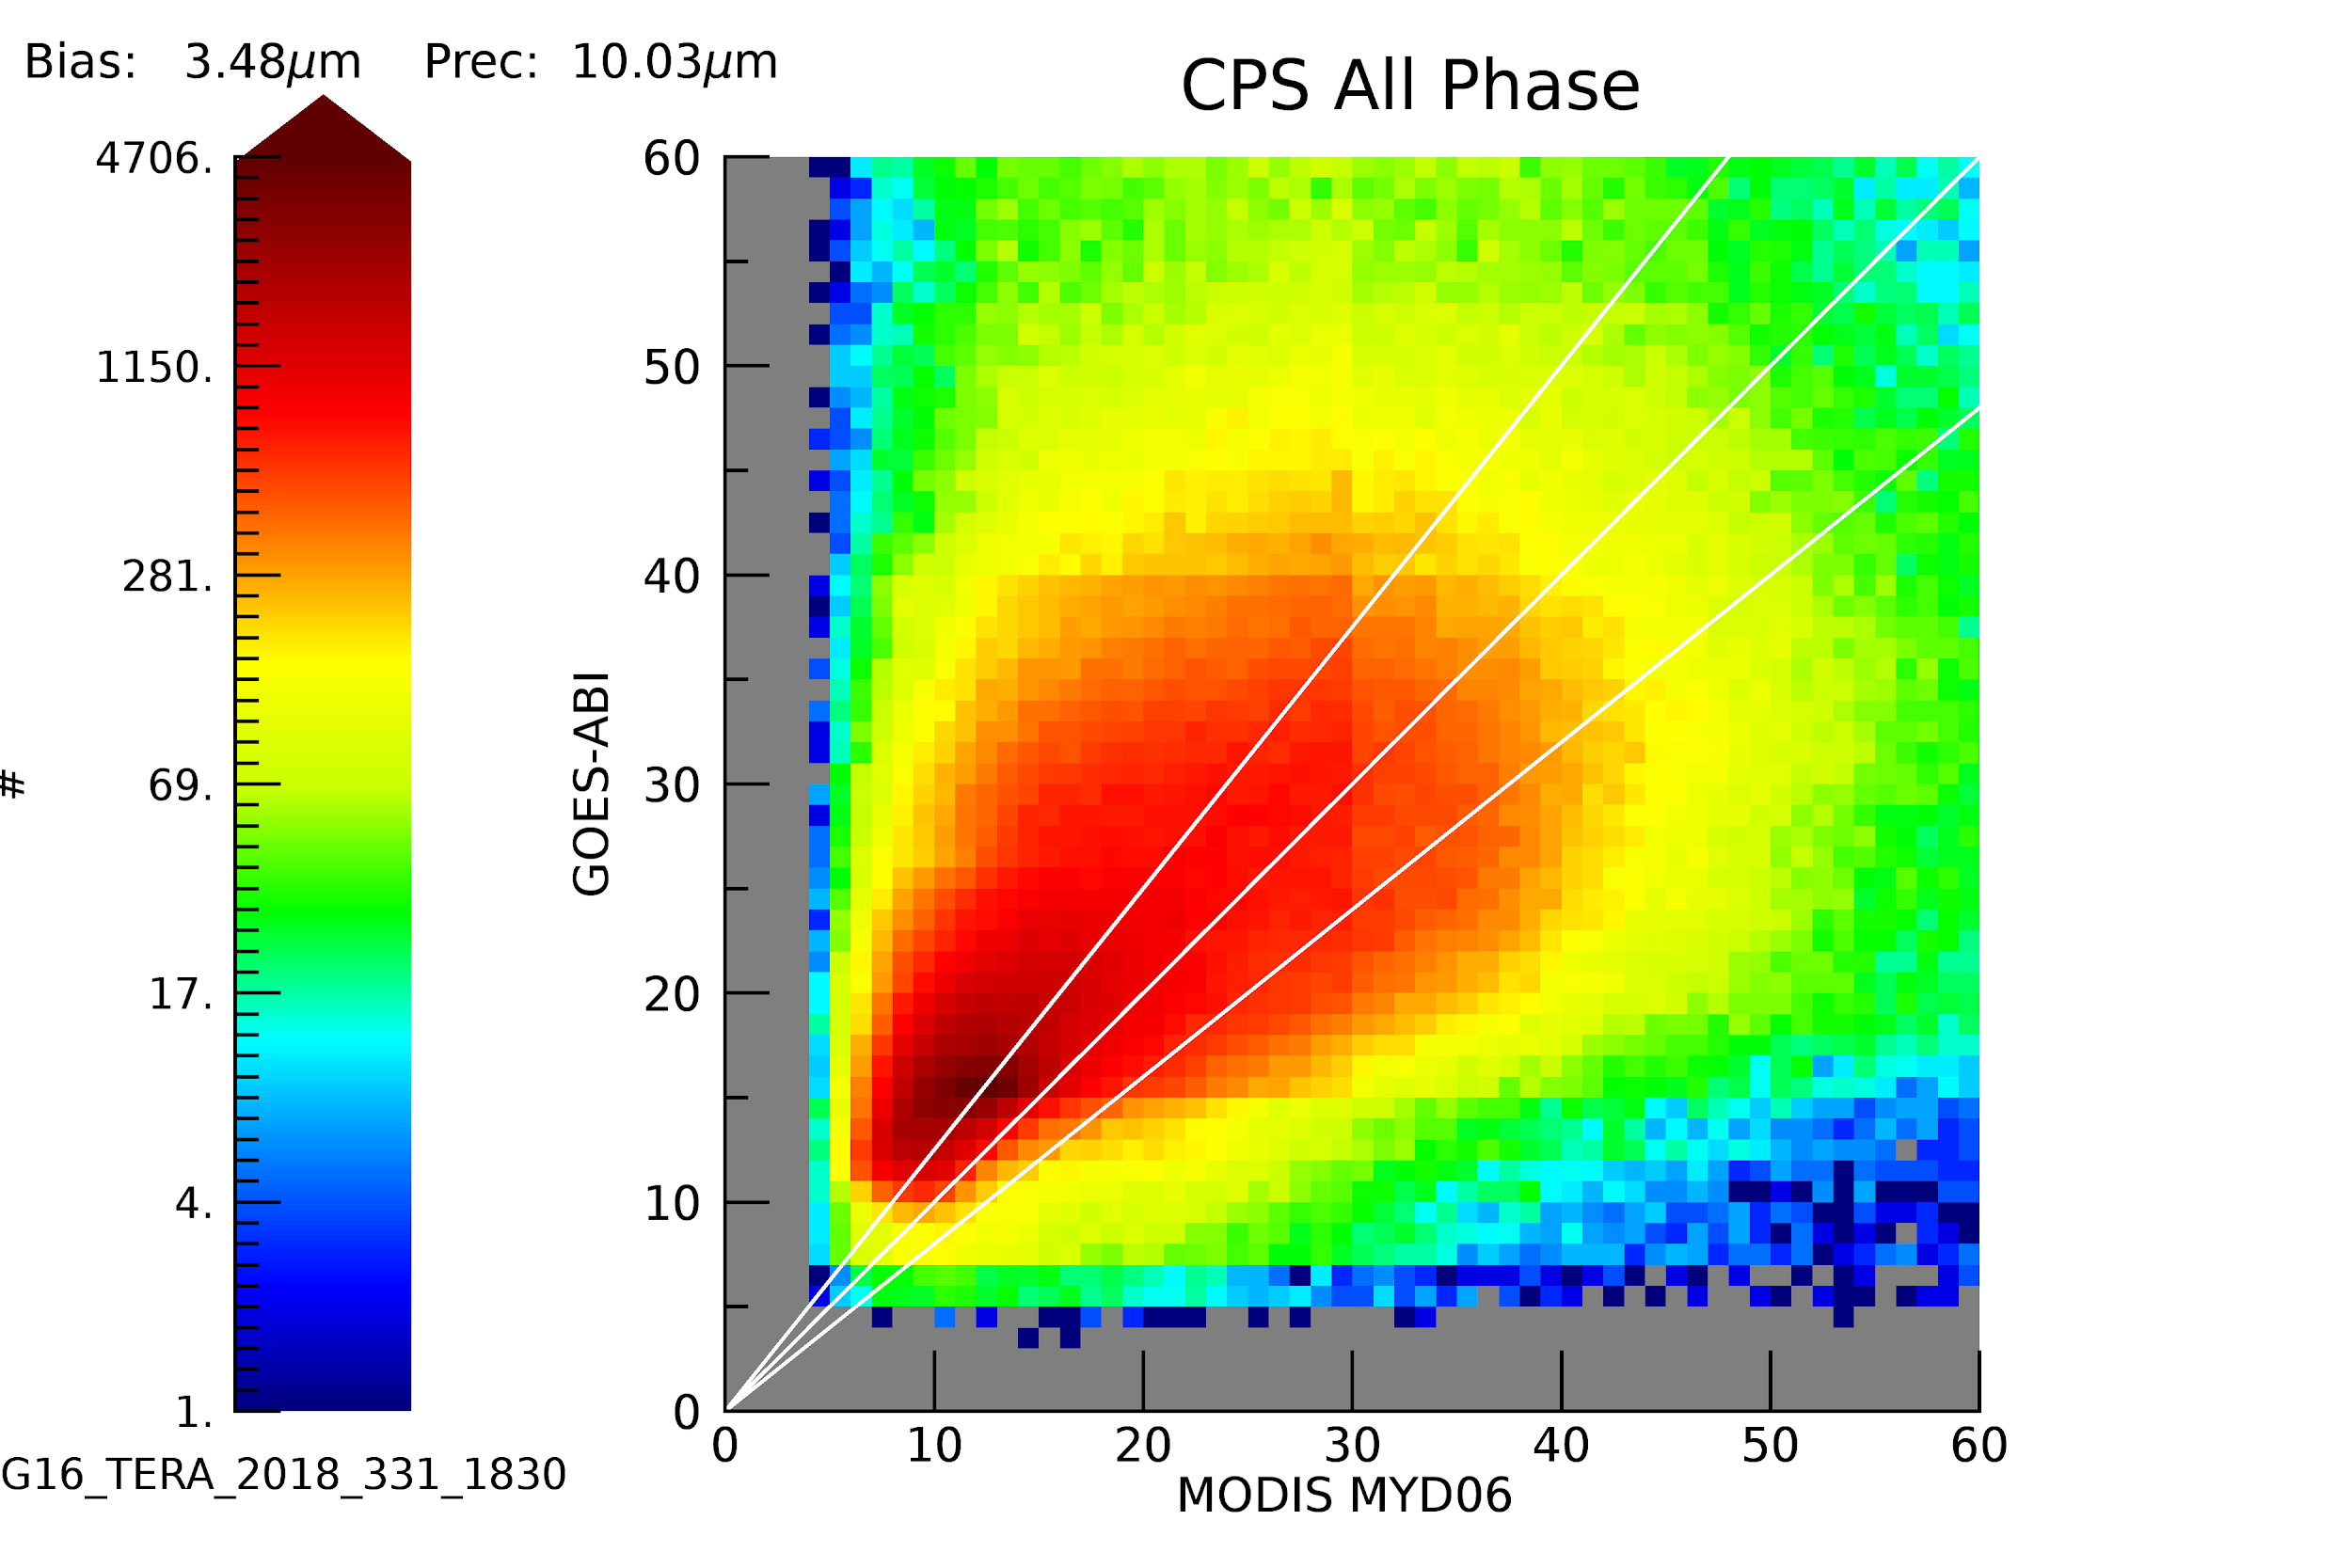 Bias: 3.48μm Prec: 10.03μm
CPS All Phase
4706.
1150.
281.
69.
17.
4.
1.
#
60
50
40
30
20
10
0
GOES-ABI
0 10 20 30 40 50 60
MODIS MYD06
G16_TERA_2018_331_1830